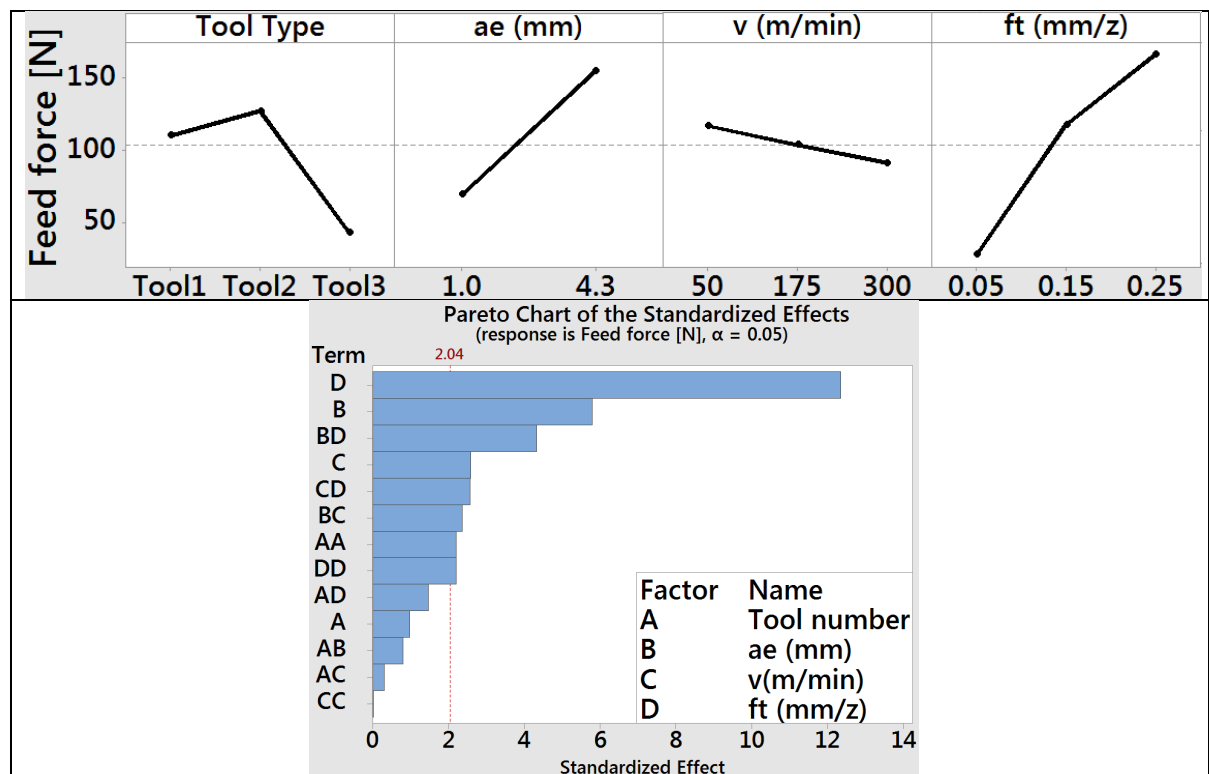 Tool Type ae (mm) v (m/min) ft (mm/z)
Feed force [N]
150
100
50
Tool1 Tool2 Tool3 1.0 4.3 50 175 300 0.05 0.15 0.25
Pareto Chart of the Standardized Effects
(response is Feed force [N], α = 0.05)
Term
2.04
D
B
BD
C
CD
BC
AA
DD
AD
A
AB
AC
CC
Factor Name
A Tool number
B ae (mm)
C v(m/min)
D ft (mm/z)
0 2 4 6 8 10 12 14
Standardized Effect